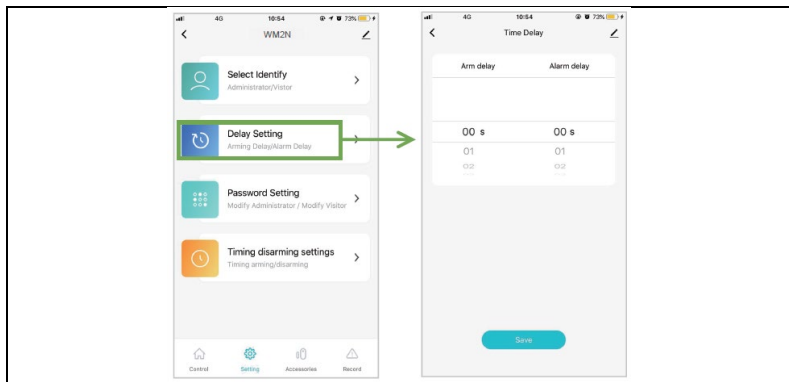 4G 10:54 73%
WM2N
Select Identify
Administrator/Vistor
Delay Setting
Arming Delay/Alarm Delay
Password Setting
Modify Administrator / Modify Visitor
Timing disarming settings
Timing arming/disarming
Control Setting Accessories Record
4G 10:54 73%
Time Delay
Arm delay Alarm delay
00 s 00 s
01 01
02 02
Save